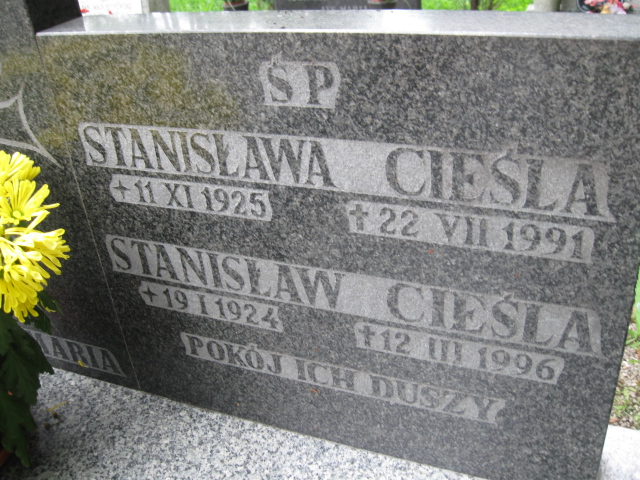 ŚP
STANISŁAWA CIEŚLA
+11 XI 1925
+22 VII 1991
STANISŁAW CIEŚLA
+19 I 1924
+12 III 1996
POKÓJ ICH DUSZY
MARIA